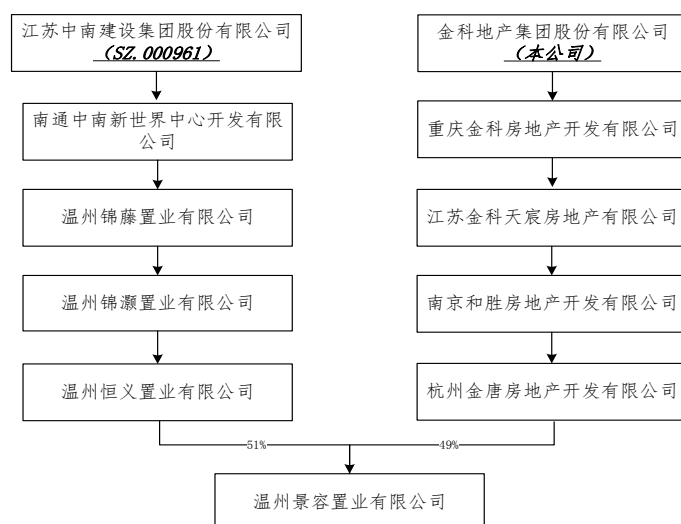 江苏中南建设集团股份有限公司
（SZ.000961）
南通中南新世界中心开发有限
公司
温州锦藤置业有限公司
温州锦灏置业有限公司
温州恒义置业有限公司
金科地产集团股份有限公司
（本公司）
重庆金科房地产开发有限公司
江苏金科天宸房地产有限公司
南京和胜房地产开发有限公司
杭州金唐房地产开发有限公司
51%
49%
温州景容置业有限公司